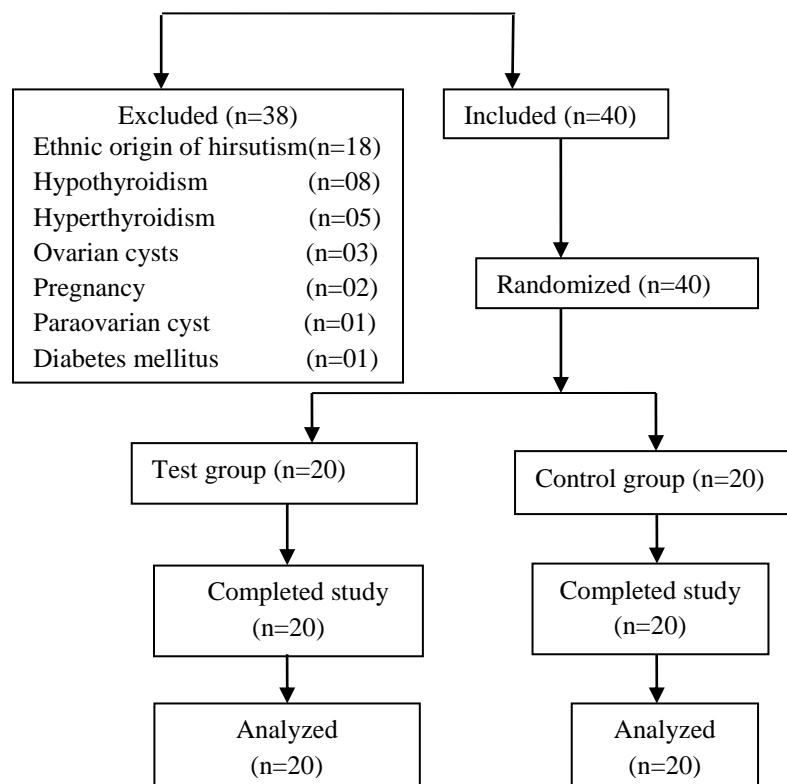 Excluded (n=38)
Ethnic origin of hirsutism(n=18)
Hypothyroidism (n=08)
Hyperthyroidism (n=05)
Ovarian cysts (n=03)
Pregnancy (n=02)
Paraovarian cyst (n=01)
Diabetes mellitus (n=01)
Included (n=40)
Randomized (n=40)
Test group (n=20)
Control group (n=20)
Completed study
(n=20)
Completed study
(n=20)
Analyzed
(n=20)
Analyzed
(n=20)